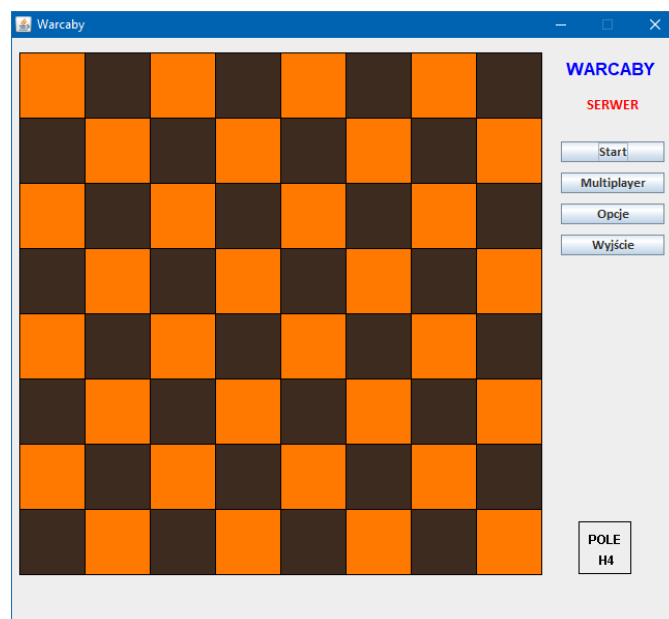 Warcaby
WARCABY
SERWER
Start
Multiplayer
Opcje
Wyjście
POLE
H4